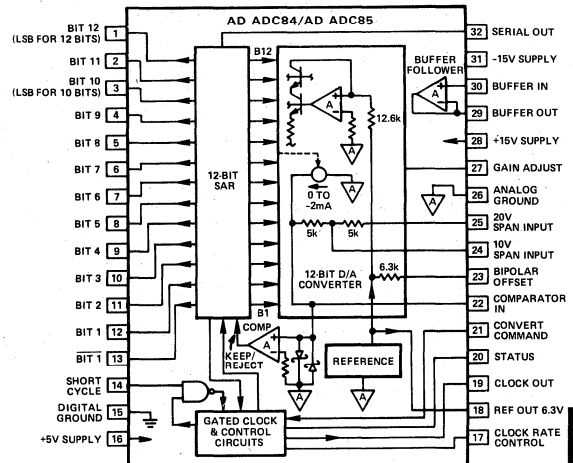 AD ADC84/AD ADC85
BIT 12
(LSB FOR 12 BITS)
1
BIT 11
2
BIT 10
(LSB FOR 10 BITS)
3
BIT 9
4
BIT 8
5
BIT 7
6
BIT 6
7
BIT 5
8
BIT 4
9
BIT 3
10
BIT 2
11
BIT 1
12
BIT 1
13
SHORT
CYCLE
14
DIGITAL
GROUND
15
+5V SUPPLY
16
12-BIT
SAR
B12
B1
COMP
KEEP/
REJECT
A
A
A
0 TO
-2mA
A
5k
5k
12.6k
6.3k
12-BIT D/A
CONVERTER
A
A
REFERENCE
A
GATED CLOCK
& CONTROL
CIRCUITS
BUFFER
FOLLOWER
A
A
32
SERIAL OUT
31
-15V SUPPLY
30
BUFFER IN
29
BUFFER OUT
28
+15V SUPPLY
27
GAIN ADJUST
26
ANALOG
GROUND
25
20V
SPAN INPUT
24
10V
SPAN INPUT
23
BIPOLAR
OFFSET
22
COMPARATOR
IN
21
CONVERT
COMMAND
20
STATUS
19
CLOCK OUT
18
REF OUT 6.3V
17
CLOCK RATE
CONTROL